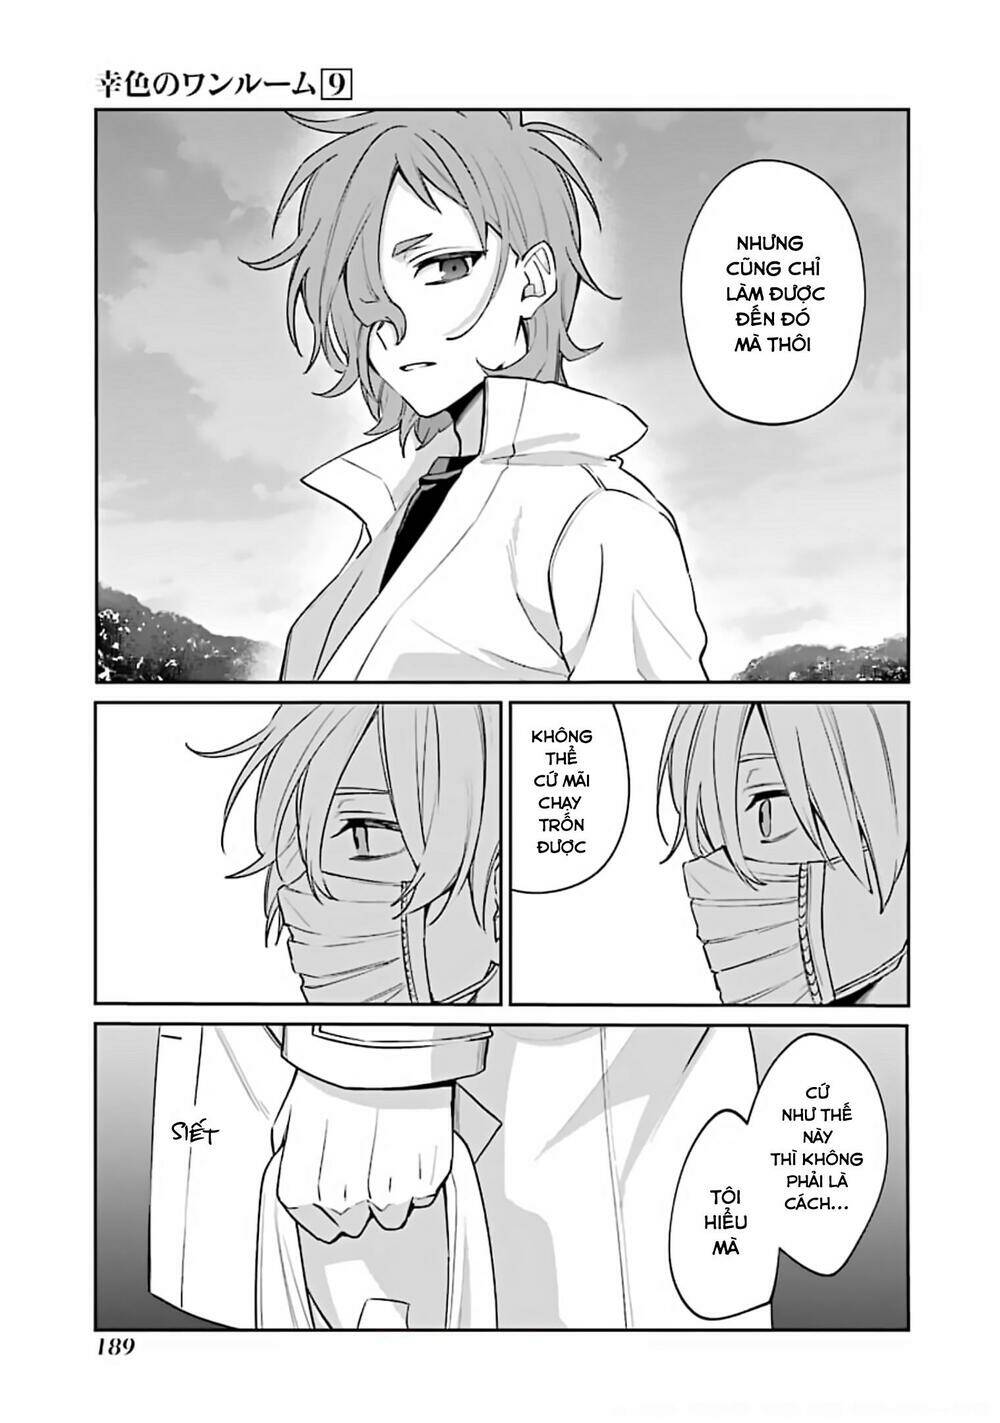 幸色のワンルーム 9
NHƯNG
CŨNG CHỈ
LÀM ĐƯỢC
ĐẾN ĐÓ
MÀ THÔI
KHÔNG
THỂ
CỨ MÃI
CHẠY
TRỐN
ĐƯỢC
CỨ
NHƯ THẾ
NÀY
THÌ KHÔNG
PHẢI LÀ
CÁCH...
TÔI
HIỂU
MÀ
SIẾT
189